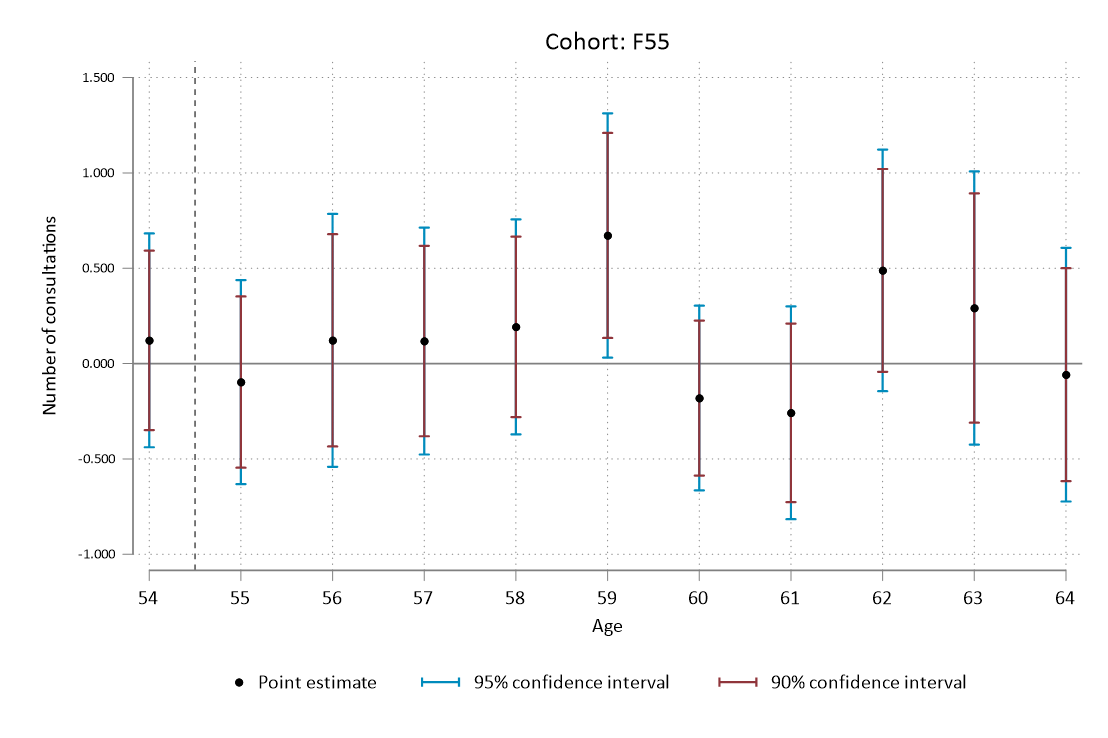 Cohort: F55
1.500
1.000
0.500
0.000
-0.500
-1.000
Number of consultations
54 55 56 57 58 59 60 61 62 63 64
Age
Point estimate 95% confidence interval 90% confidence interval